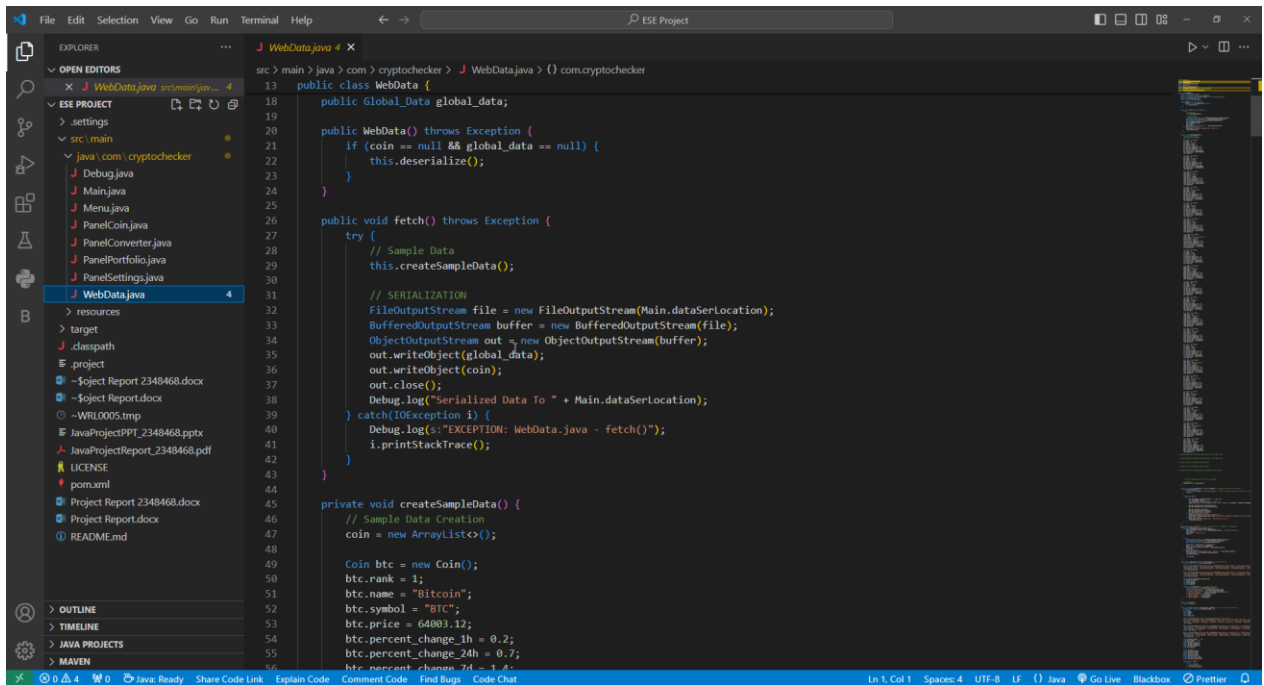 File Edit Selection View Go Run Terminal Help
ESE Project
EXPLORER
OPEN EDITORS
WebData.java src\main\jav... 4
ESE PROJECT
.settings
src\main
java\com\cryptochecker
Debug.java
Main.java
Menu.java
PanelCoin.java
PanelConverter.java
PanelPortfolio.java
PanelSettings.java
WebData.java 4
resources
target
.classpath
.project
~$oject Report 2348468.docx
~$oject Report.docx
~WRL0005.tmp
JavaProjectPPT_2348468.pptx
JavaProjectReport_2348468.pdf
LICENSE
pom.xml
Project Report 2348468.docx
Project Report.docx
README.md
OUTLINE
TIMELINE
JAVA PROJECTS
MAVEN
WebData.java 4
src > main > java > com > cryptochecker > WebData.java > {} com.cryptochecker
13 public class WebData {
18 public Global_Data global_data;
19
20 public WebData() throws Exception {
21 if (coin == null && global_data == null) {
22 this.deserialize();
23 }
24 }
25
26 public void fetch() throws Exception {
27 try {
28 // Sample Data
29 this.createSampleData();
30
31 // SERIALIZATION
32 FileOutputStream file = new FileOutputStream(Main.dataSerLocation);
33 BufferedOutputStream buffer = new BufferedOutputStream(file);
34 ObjectOutputStream out = new ObjectOutputStream(buffer);
35 out.writeObject(global_data);
36 out.writeObject(coin);
37 out.close();
38 Debug.log("Serialized Data To " + Main.dataSerLocation);
39 } catch(IOException i) {
40 Debug.log(s:"EXCEPTION: WebData.java - fetch()");
41 i.printStackTrace();
42 }
43 }
44
45 private void createSampleData() {
46 // Sample Data Creation
47 coin = new ArrayList<>();
48
49 Coin btc = new Coin();
50 btc.rank = 1;
51 btc.name = "Bitcoin";
52 btc.symbol = "BTC";
53 btc.price = 64003.12;
54 btc.percent_change_1h = 0.2;
55 btc.percent_change_24h = 0.7;
56 btc.percent_change_7d = 1.4;
0 4 0 Java: Ready Share Code Link Explain Code Comment Code Find Bugs Code Chat
Ln 1, Col 1 Spaces: 4 UTF-8 LF {} Java Go Live Blackbox Prettier